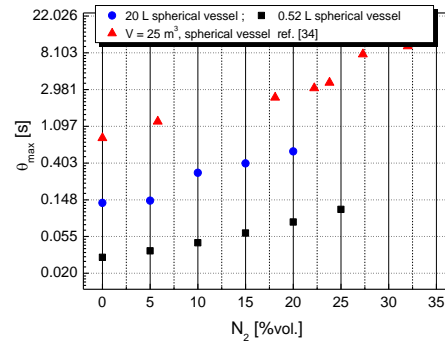 22.026
20 L spherical vessel ; 0.52 L spherical vessel
V = 25 m³, spherical vessel ref. [34]
8.103
2.981
1.097
0.403
0.148
0.055
0.020
θmax [s]
0 5 10 15 20 25 30 35
N₂ [%vol.]